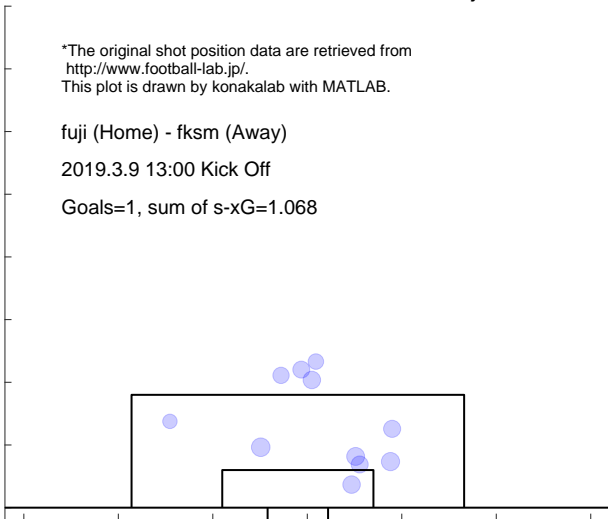 *The original shot position data are retrieved from
http://www.football-lab.jp/.
This plot is drawn by konakalab with MATLAB.
fuji (Home) - fksm (Away)
2019.3.9 13:00 Kick Off
Goals=1, sum of s-xG=1.068